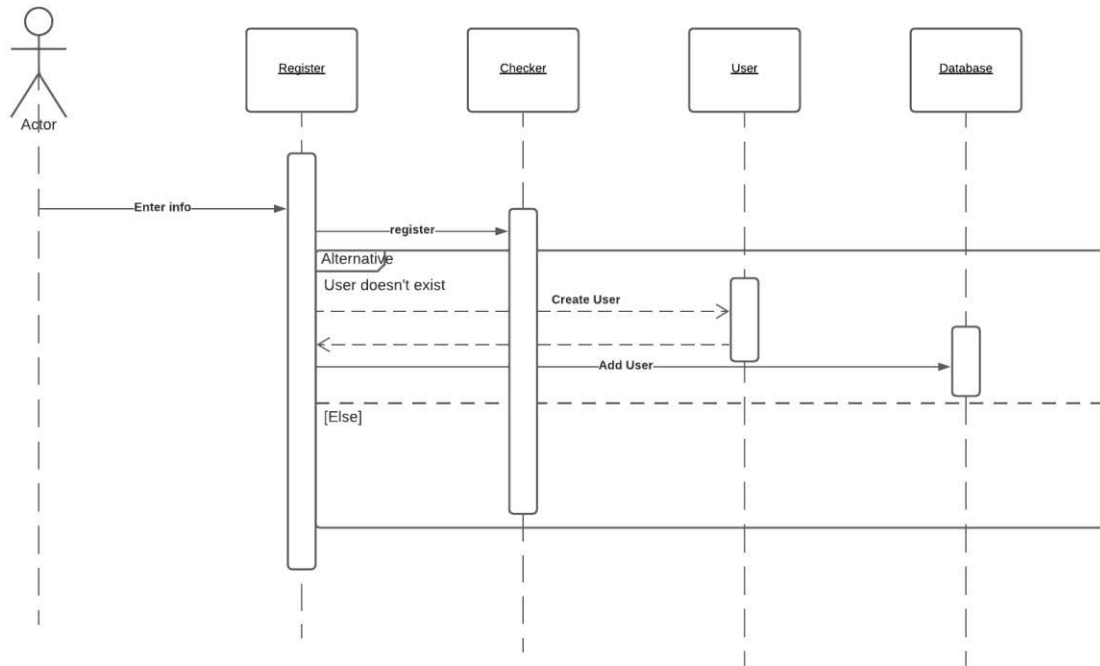 Register
Checker
User
Database
Actor
Enter info
register
Alternative
User doesn't exist
Create User
Add User
[Else]